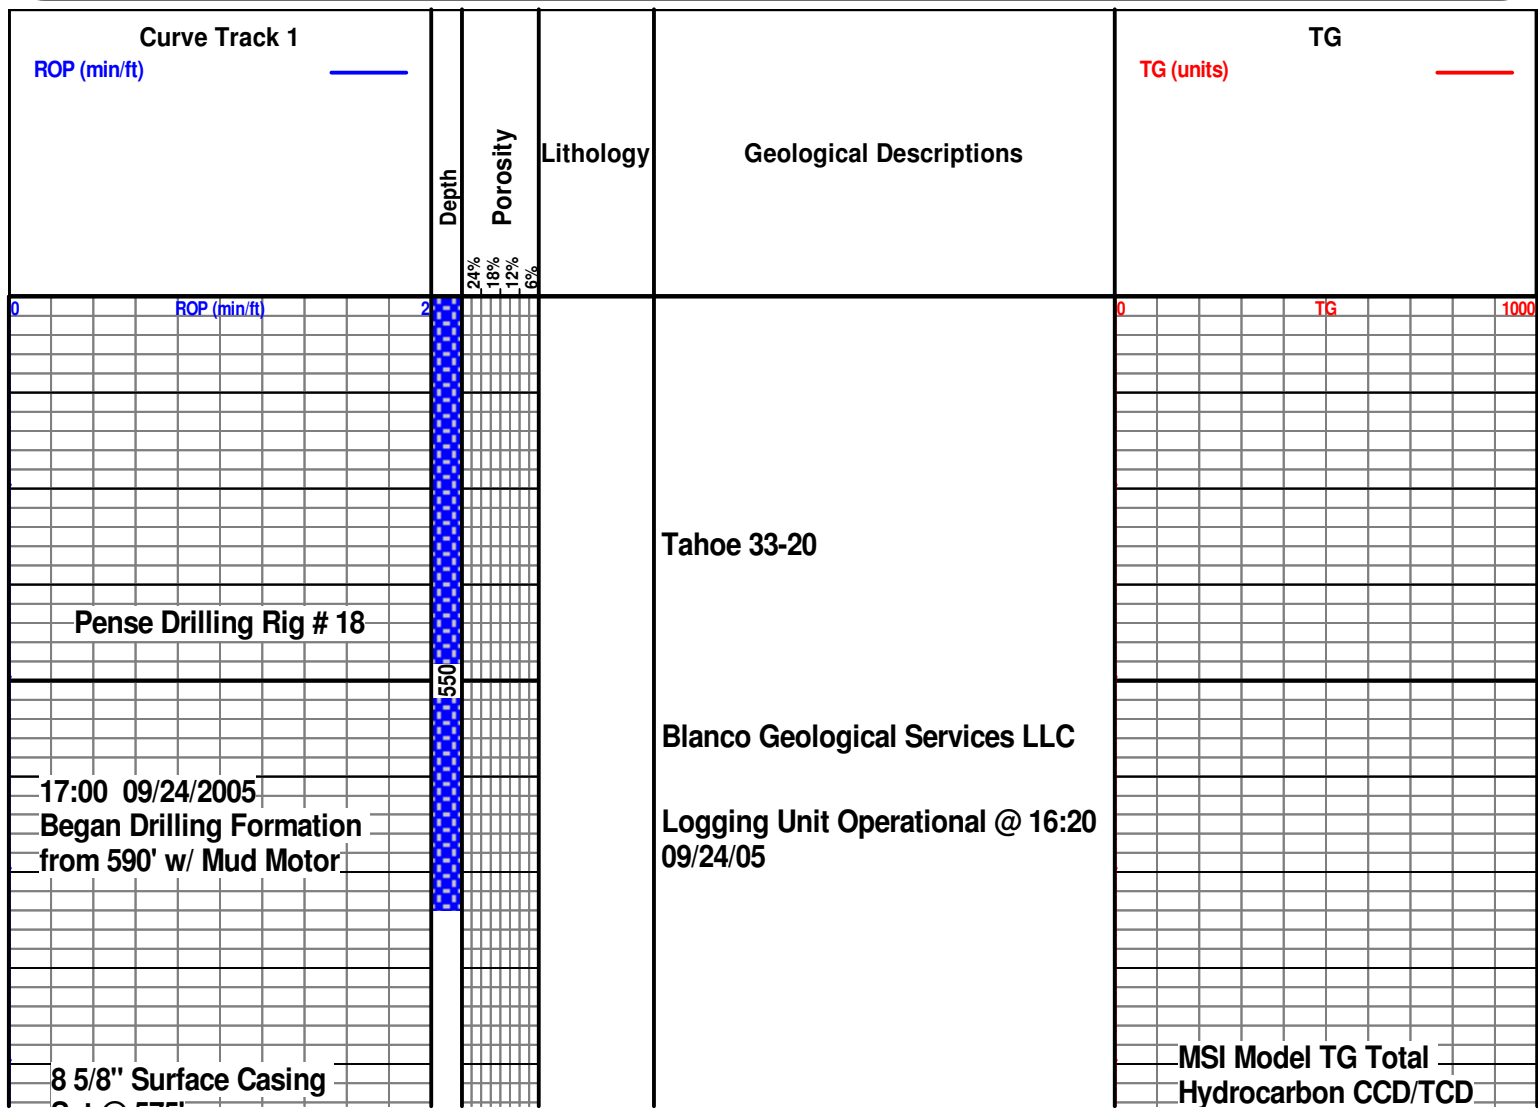 Curve Track 1
ROP (min/ft)
Depth
Porosity
24%
18%
12%
6%
Lithology
Geological Descriptions
TG
TG (units)
0 ROP (min/ft) 2
0 TG 1000
Tahoe 33-20
Pense Drilling Rig # 18
550
Blanco Geological Services LLC
17:00 09/24/2005
Began Drilling Formation
from 590' w/ Mud Motor
Logging Unit Operational @ 16:20
09/24/05
8 5/8" Surface Casing
Set @ 575'
MSI Model TG Total
Hydrocarbon CCD/TCD